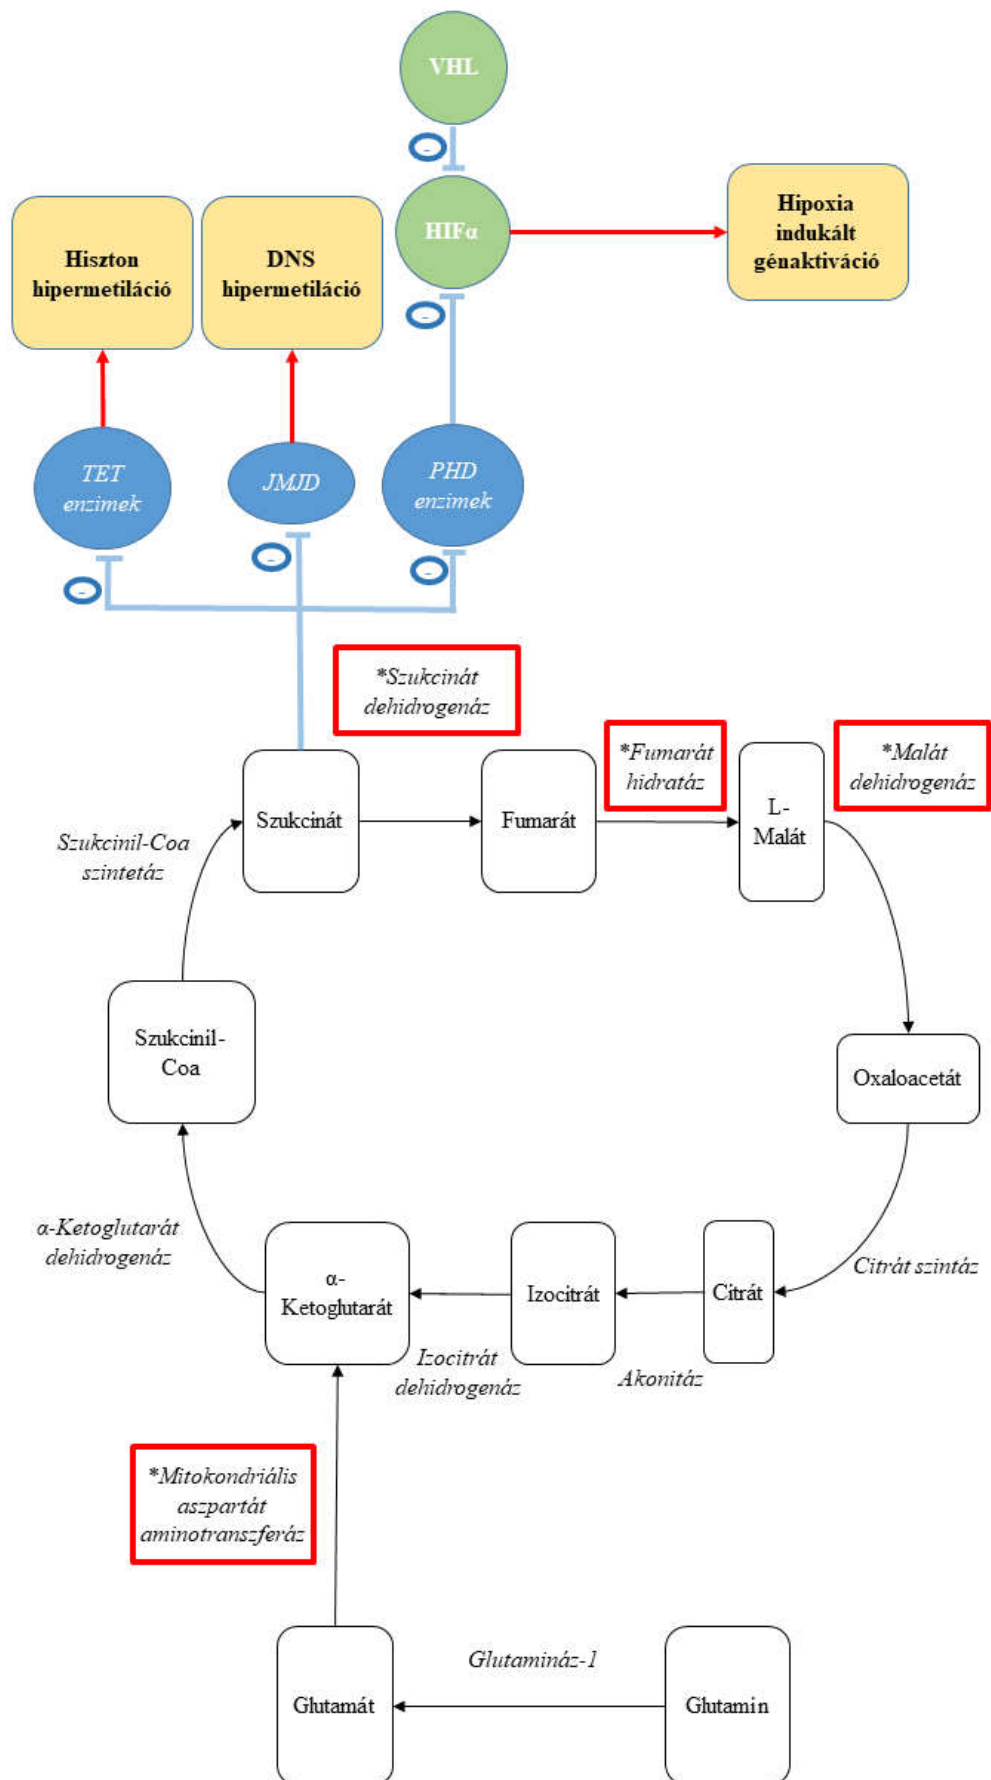 VHL
HIFα
Hipoxia
indukált
génaktiváció
Hiszton
hipermetiláció
DNS
hipermetiláció
-
-
TET
enzimek
JMJD
PHD
enzimek
-
-
-
*Szukcinát
dehidrogenáz
*Fumarát
hidratáz
*Malát
dehidrogenáz
Szukcinát
Fumarát
L-
Malát
Szukcinil-Coa
szintetáz
Szukcinil-
Coa
Oxaloacetát
α-Ketoglutarát
dehidrogenáz
α-
Ketoglutarát
Izocitrát
Citrát
Citrát szintáz
Izocitrát
dehidrogenáz
Akonitáz
*Mitokondriális
aszpartát
aminotranszferáz
Glutamináz-1
Glutamát
Glutamin